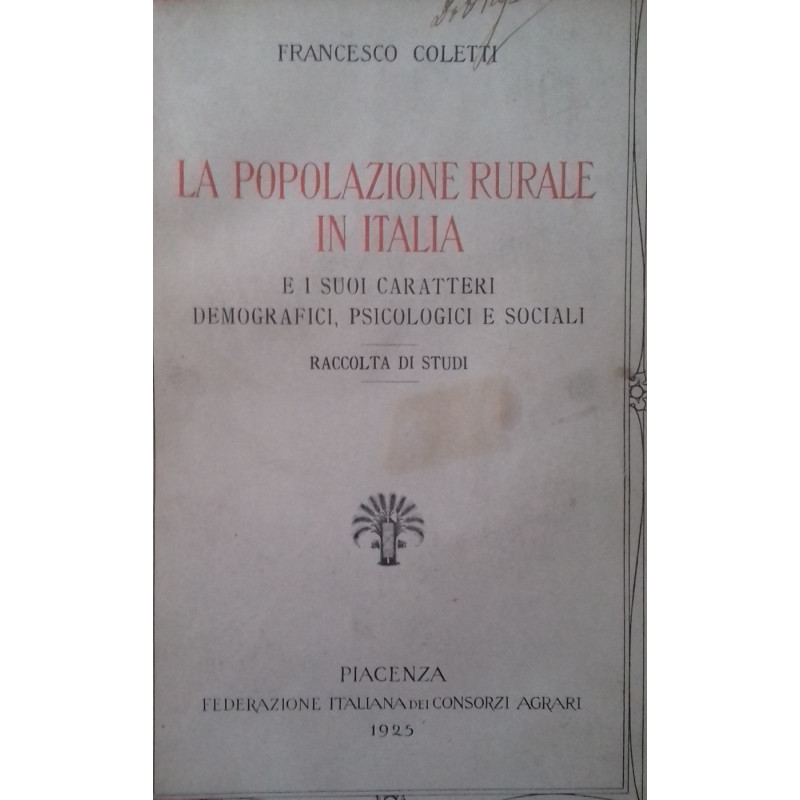 FRANCESCO COLETTI
LA POPOLAZIONE RURALE
IN ITALIA
E I SUOI CARATTERI
DEMOGRAFICI, PSICOLOGICI E SOCIALI
RACCOLTA DI STUDI
PIACENZA
FEDERAZIONE ITALIANA DEI CONSORZI AGRARI
1925